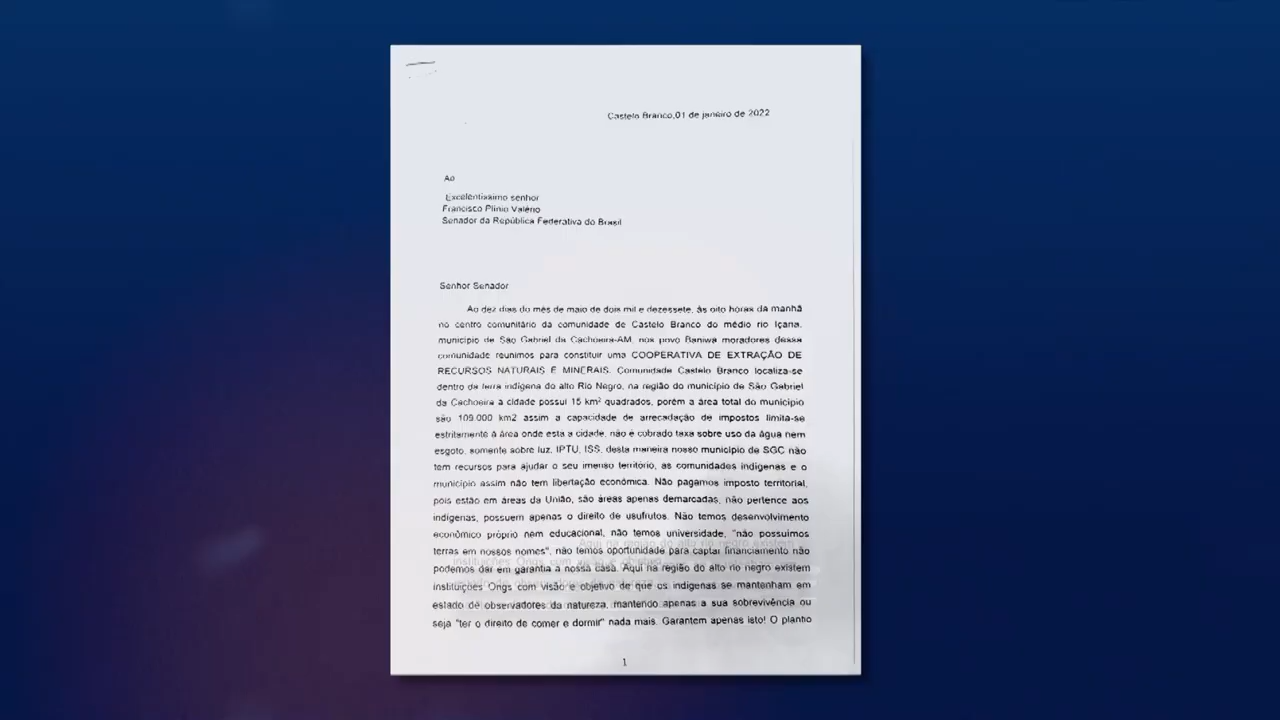 Castelo Branco,01 de janeiro de 2022
Ao
Excelentíssimo senhor
Francisco Plínio Valério
Senador da República Federativa do Brasil
Senhor Senador
Ao dez dias do mês de maio de dois mil e dezessete, às oito horas da manhã
no centro comunitário da comunidade de Castelo Branco do médio rio Içana,
município de São Gabriel da Cachoeira-AM, nos povo Baniwa moradores dessa
comunidade reunimos para constituir uma COOPERATIVA DE EXTRAÇÃO DE
RECURSOS NATURAIS E MINERAIS. Comunidade Castelo Branco localiza-se
dentro da terra indígena do alto Rio Negro, na região do município de São Gabriel
da Cachoeira a cidade possui 15 km² quadrados, porém a área total do município
são 109.000 km2 assim a capacidade de arrecadação de impostos limita-se
estritamente à área onde esta a cidade, não é cobrado taxa sobre uso da água nem
esgoto, somente sobre luz, IPTU, ISS, desta maneira nosso município de SGC não
tem recursos para ajudar o seu imenso território, as comunidades indígenas e o
município assim não tem libertação econômica. Não pagamos imposto territorial,
pois estão em áreas da União, são áreas apenas demarcadas, não pertence aos
indígenas, possuem apenas o direito de usufrutos. Não temos desenvolvimento
econômico próprio nem educacional, não temos universidade, "não possuímos
terras em nossos nomes", não temos oportunidade para captar financiamento não
podemos dar em garantia a nossa casa. Aqui na região do alto rio negro existem
instituições Ongs com visão e objetivo de que os indígenas se mantenham em
estado de observadores da natureza, mantendo apenas a sua sobrevivência ou
seja "ter o direito de comer e dormir" nada mais. Garantem apenas isto! O plantio
1